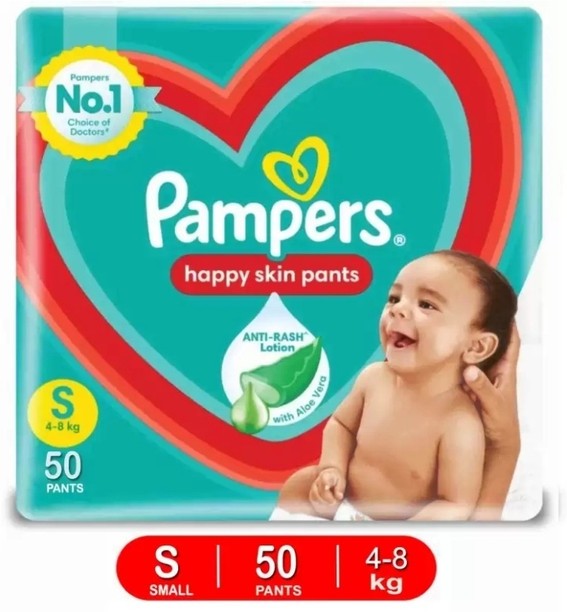 Pampers
No.1
Choice of
Doctors*
Pampers®
happy skin pants
ANTI-RASH^
Lotion
with Aloe Vera
S
4-8 kg
50
PANTS
S
SMALL
50
PANTS
4-8
kg